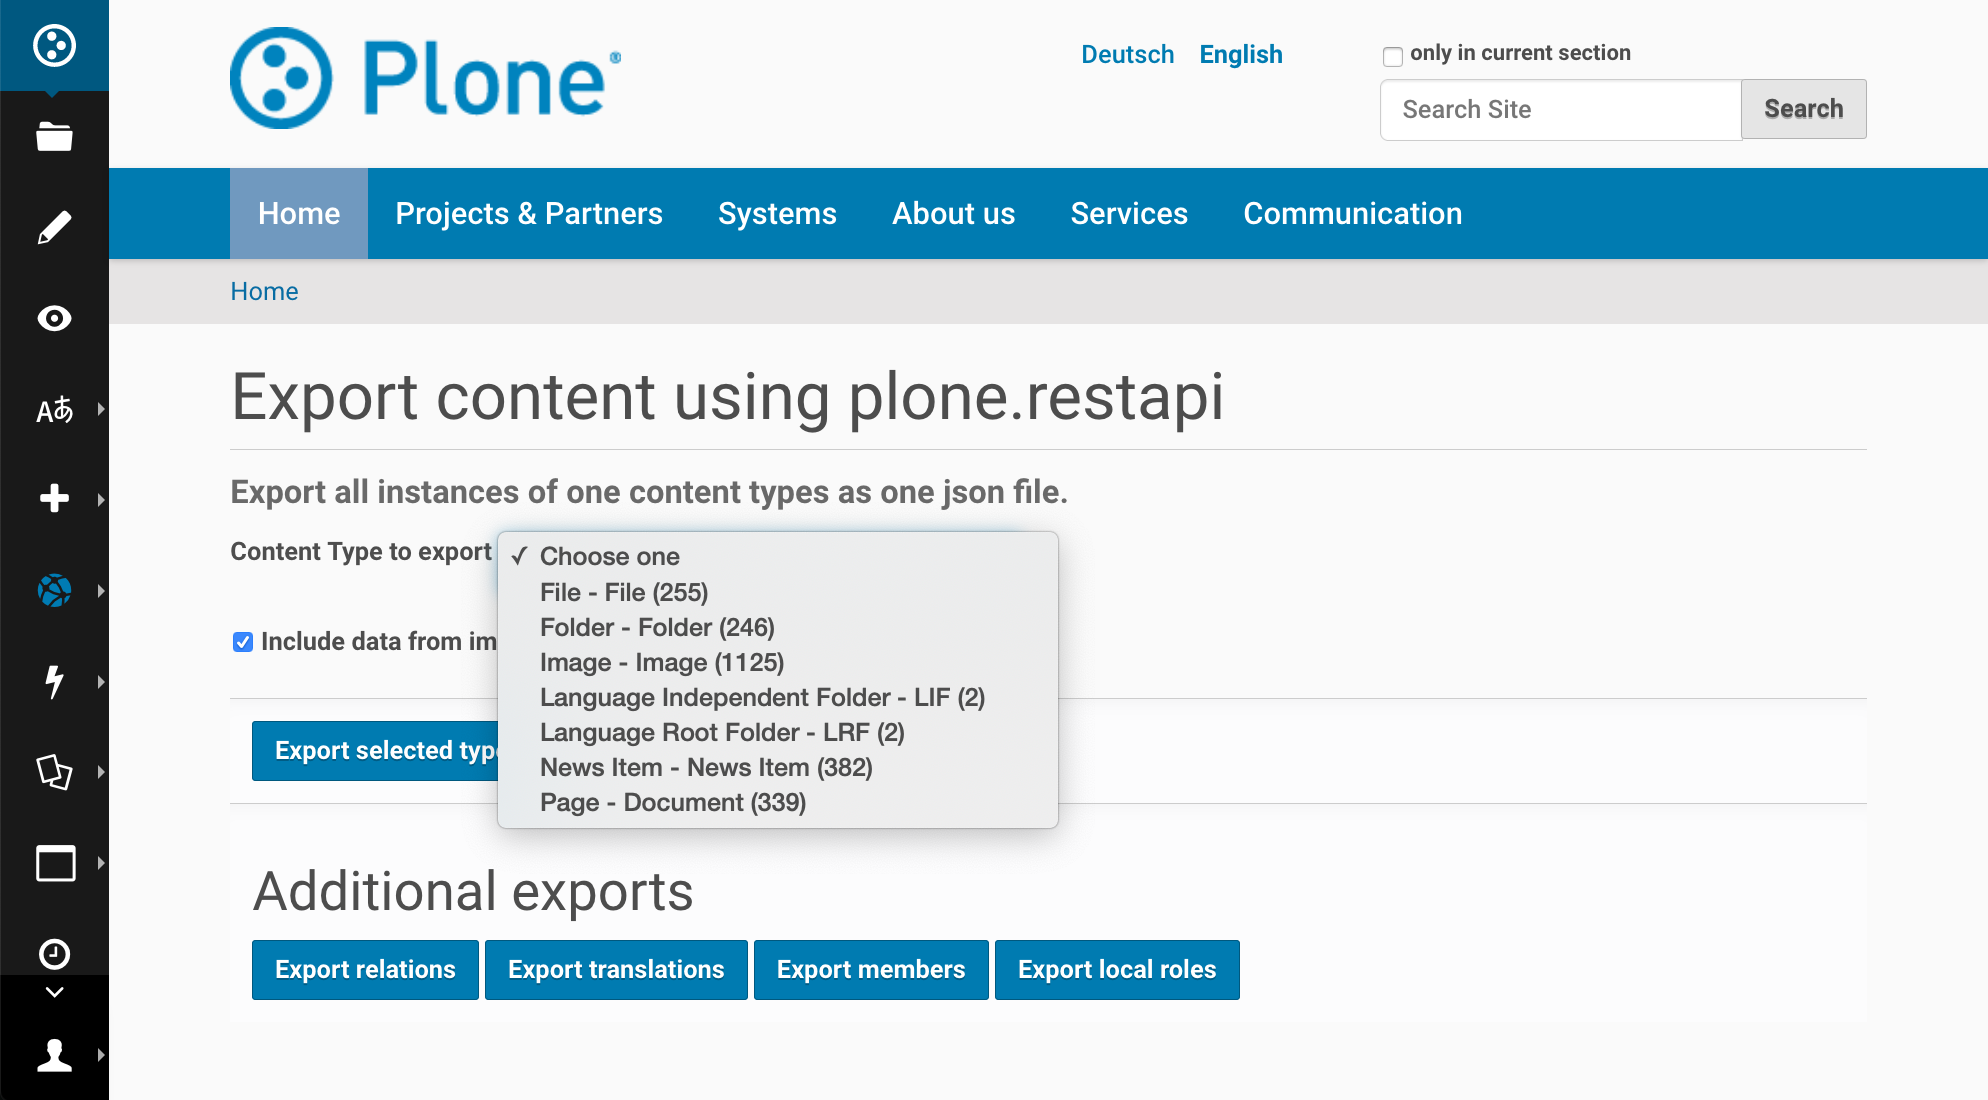 Plone®
Deutsch English
only in current section
Search Site
Search
Home Projects & Partners Systems About us Services Communication
Home
Export content using plone.restapi
Export all instances of one content types as one json file.
Content Type to export
✓ Choose one
File - File (255)
Folder - Folder (246)
Image - Image (1125)
Language Independent Folder - LIF (2)
Language Root Folder - LRF (2)
News Item - News Item (382)
Page - Document (339)
Include data from im
Export selected typ
Additional exports
Export relations Export translations Export members Export local roles
Aあ